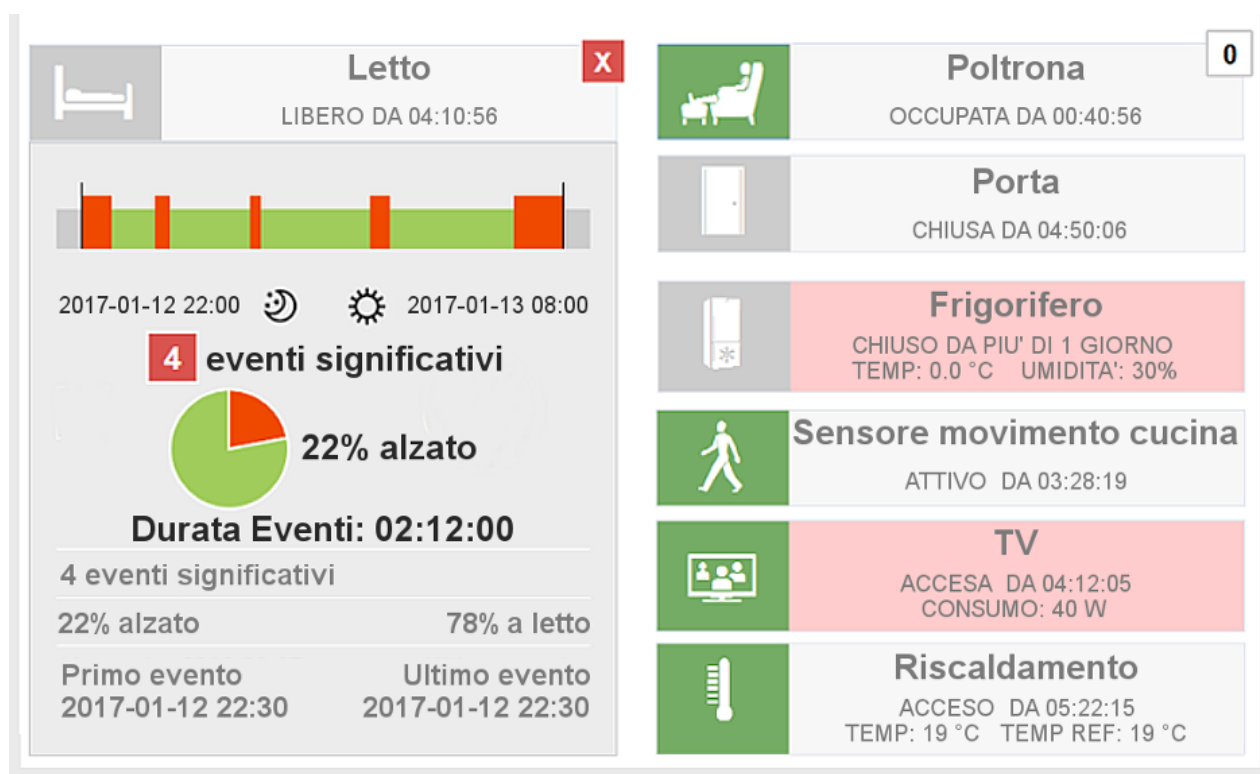 Letto
X
LIBERO DA 04:10:56
2017-01-12 22:00
2017-01-13 08:00
4 eventi significativi
22% alzato
Durata Eventi: 02:12:00
4 eventi significativi
22% alzato
78% a letto
Primo evento
2017-01-12 22:30
Ultimo evento
2017-01-12 22:30
Poltrona
0
OCCUPATA DA 00:40:56
Porta
CHIUSA DA 04:50:06
Frigorifero
CHIUSO DA PIU' DI 1 GIORNO
TEMP: 0.0 °C UMIDITA': 30%
Sensore movimento cucina
ATTIVO DA 03:28:19
TV
ACCESA DA 04:12:05
CONSUMO: 40 W
Riscaldamento
ACCESO DA 05:22:15
TEMP: 19 °C TEMP REF: 19 °C